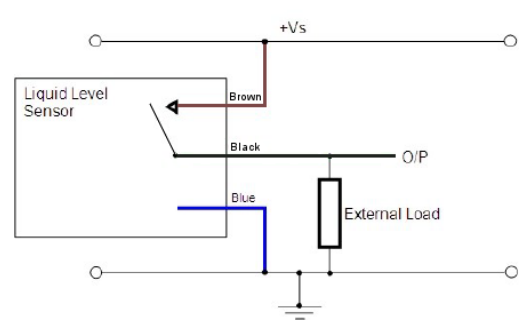 +Vs
Liquid Level
Sensor
Brown
Black
O/P
Blue
External Load